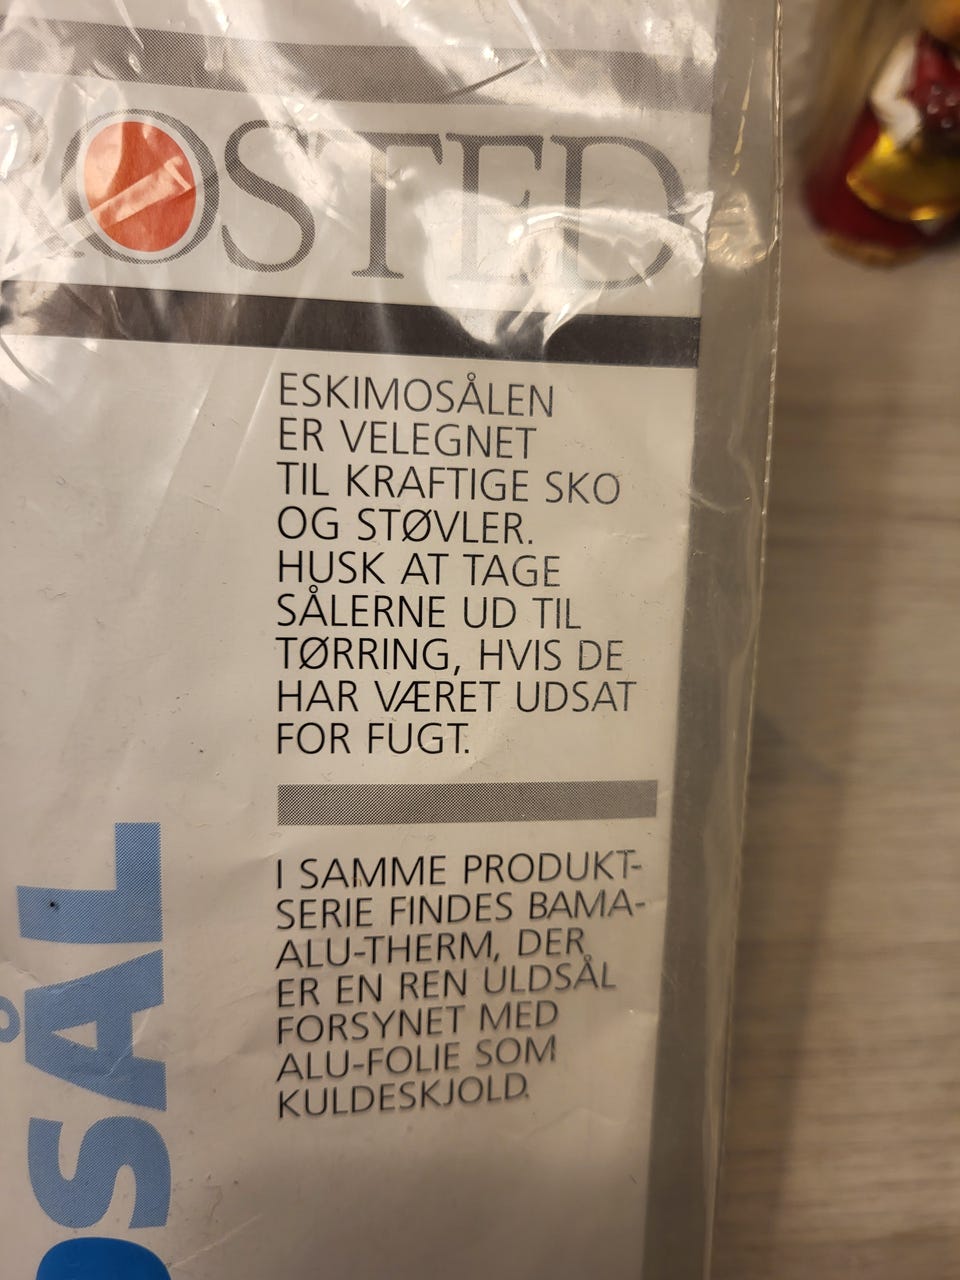 ROSTED
ESKIMOSÅLEN
ER VELEGNET
TIL KRAFTIGE SKO
OG STØVLER.
HUSK AT TAGE
SÅLERNE UD TIL
TØRRING, HVIS DE
HAR VÆRET UDSAT
FOR FUGT.
I SAMME PRODUKT-
SERIE FINDES BAMA-
ALU-THERM, DER
ER EN REN ULDSÅL
FORSYNET MED
ALU-FOLIE SOM
KULDESKJOLD.
OSÅL